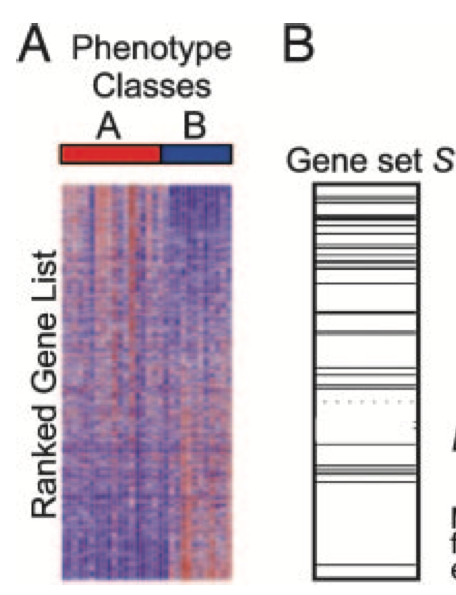 A
Phenotype
Classes
A B
Ranked Gene List
B
Gene set S